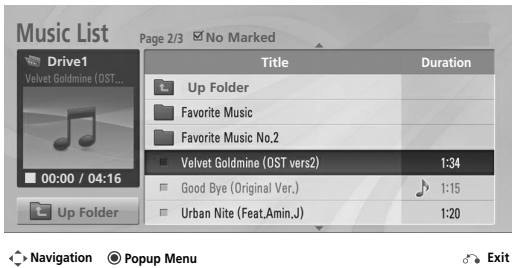 Music List
Page 2/3 No Marked
Drive1
Velvet Goldmine (OST...
00:00 / 04:16
Up Folder
Title Duration
Up Folder
Favorite Music
Favorite Music No.2
Velvet Goldmine (OST vers2) 1:34
Good Bye (Original Ver.) 1:15
Urban Nite (Feat.Amin,J) 1:20
Navigation Popup Menu Exit